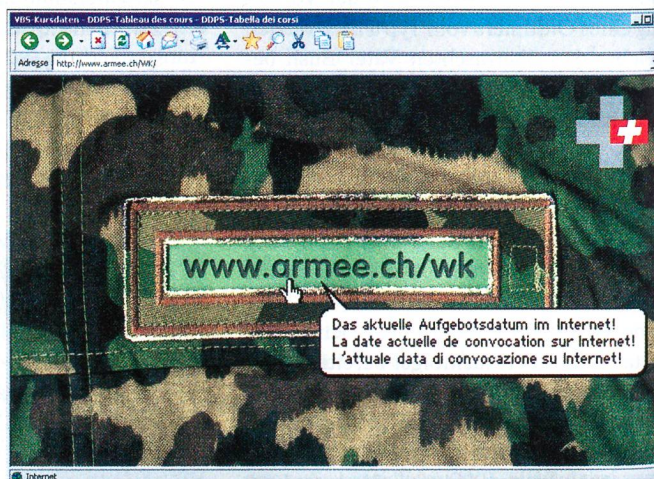 VBS-Kursdaten - DDPS-Tableau des cours - DDPS-Tabella dei corsi
Adresse http://www.armee.ch/WK/
www.armee.ch/wk
Das aktuelle Aufgebotsdatum im Internet!
La date actuelle de convocation sur Internet!
L'attuale data di convocazione su Internet!
Internet